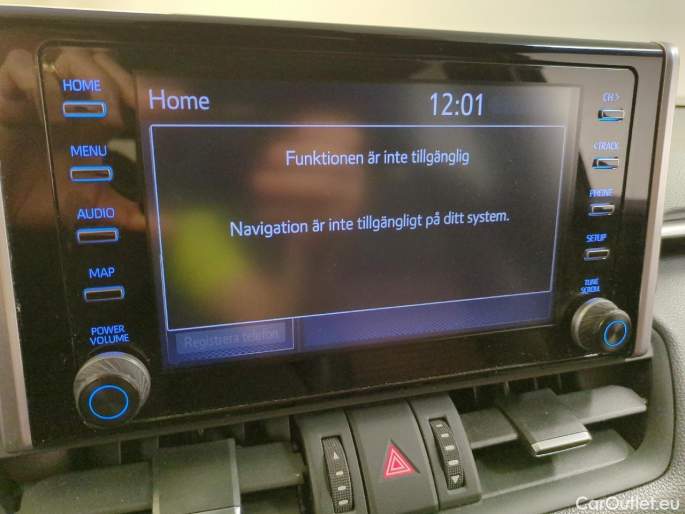 HOME
MENU
AUDIO
MAP
POWER
VOLUME
Home
12:01
Funktionen är inte tillgänglig
Navigation är inte tillgängligt på ditt system.
Registrera telefon
CH >
< TRACK
PHONE
SETUP
TUNE
SCROLL
CarOutlet.eu